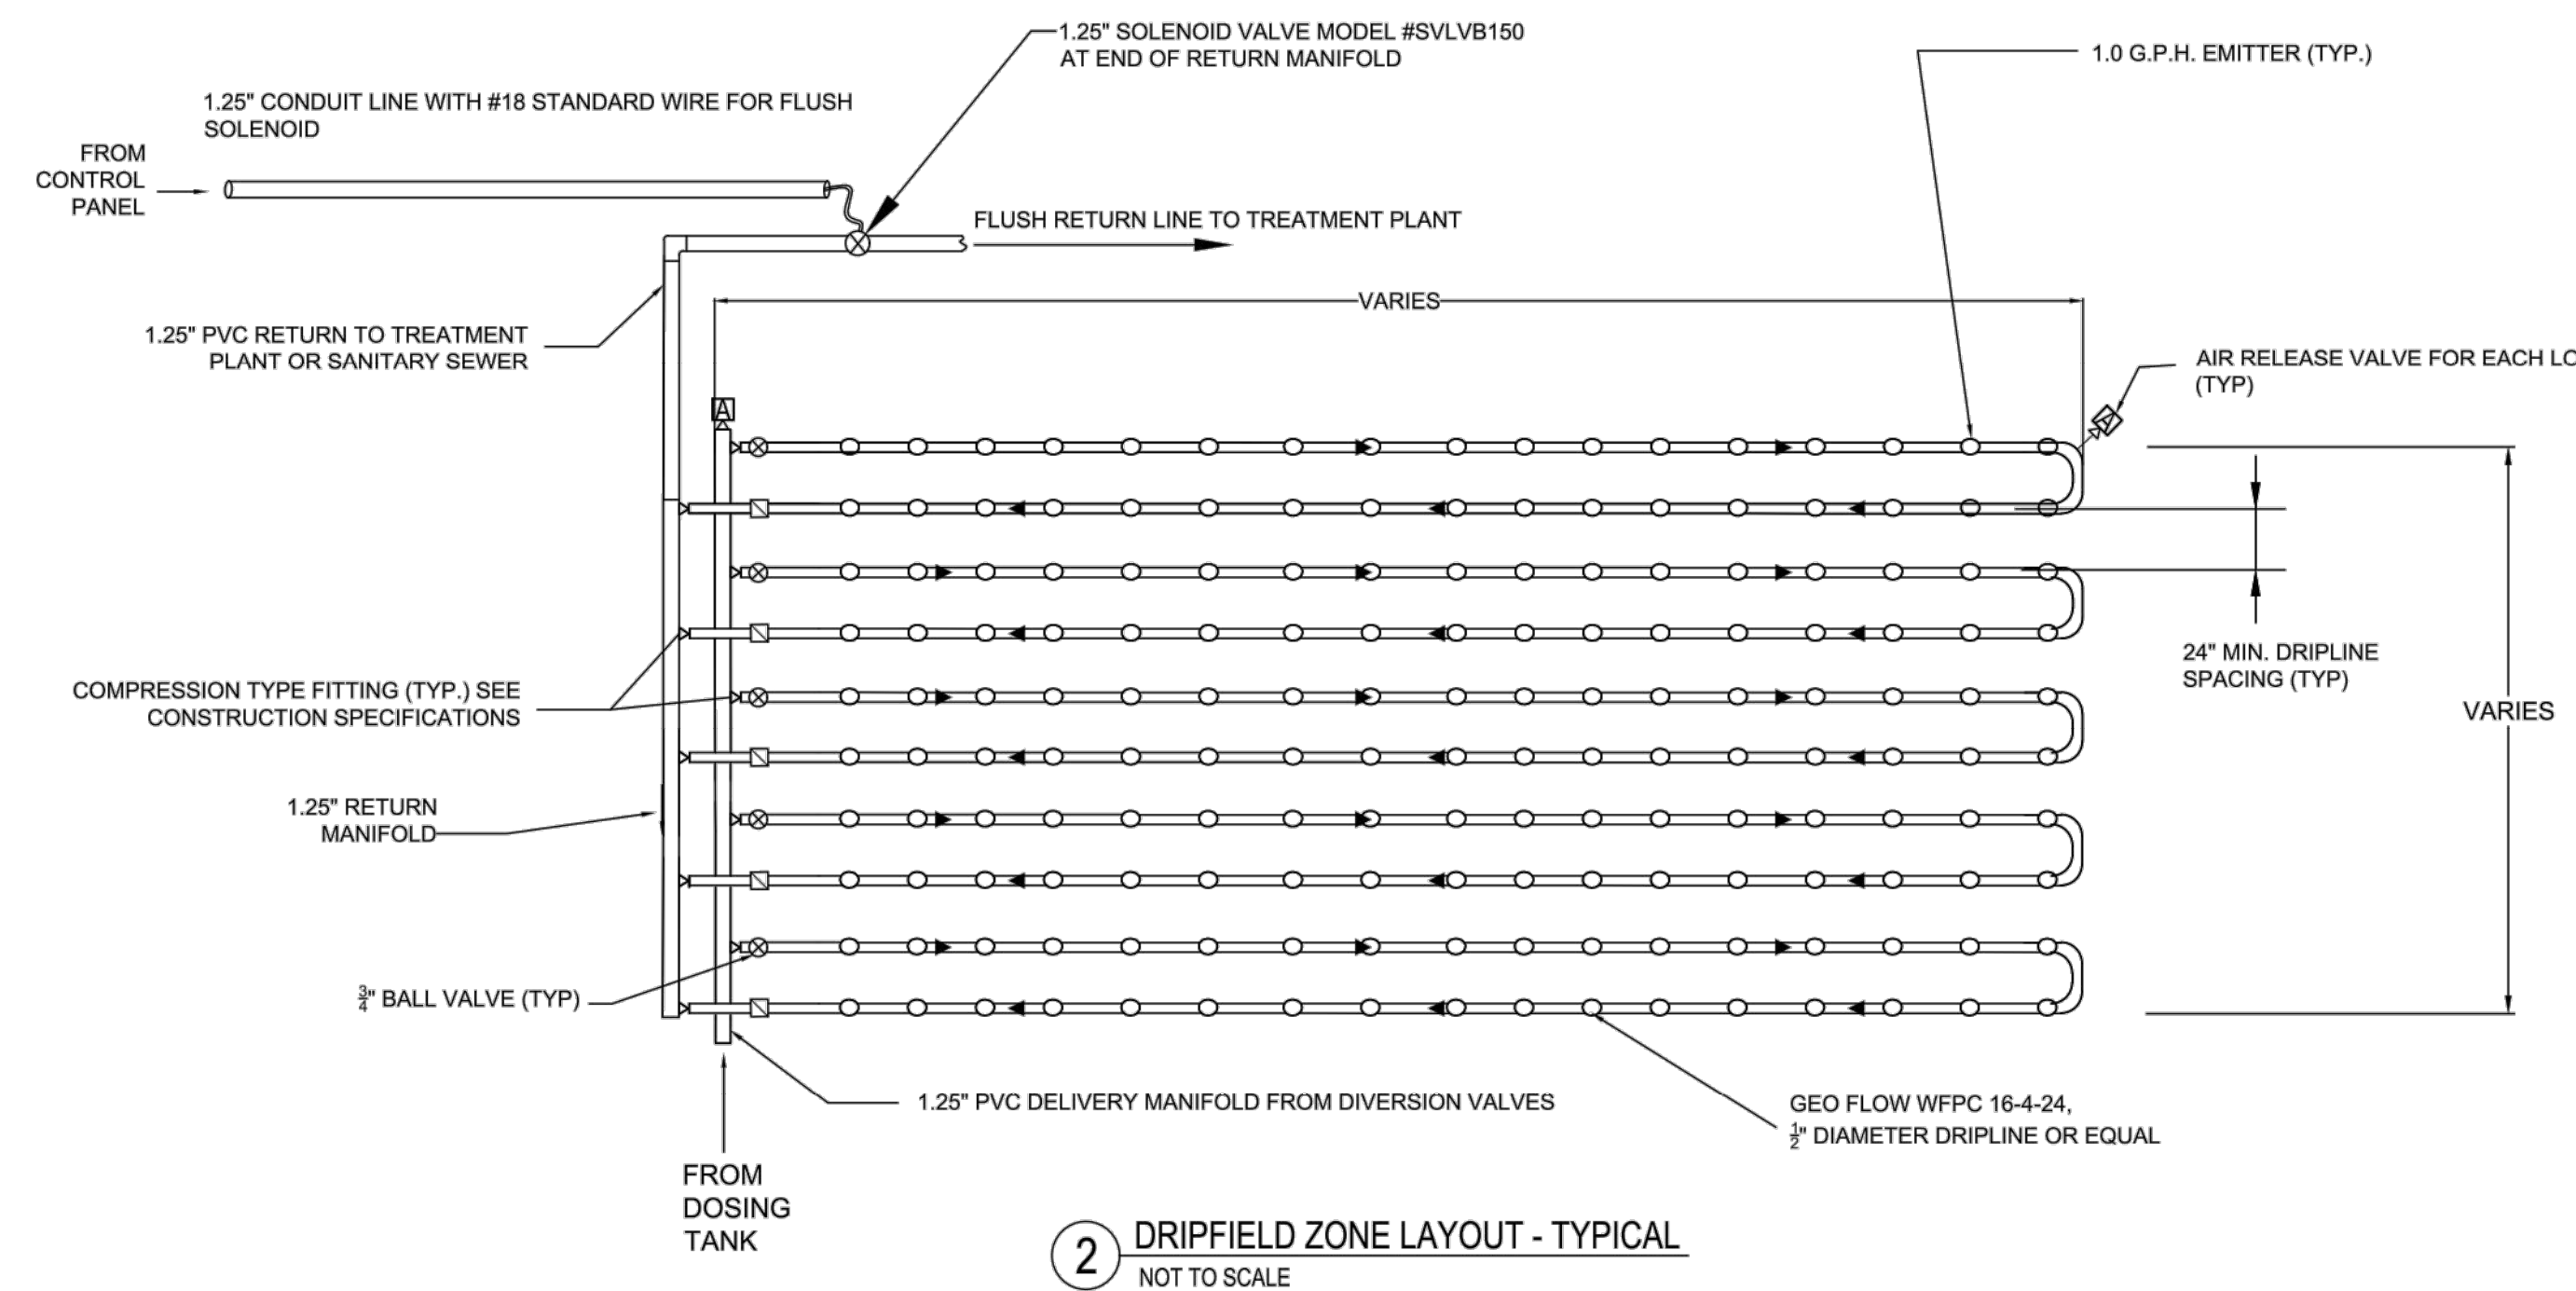 1.25" SOLENOID VALVE MODEL #SVLVB150
AT END OF RETURN MANIFOLD
1.0 G.P.H. EMITTER (TYP.)
1.25" CONDUIT LINE WITH #18 STANDARD WIRE FOR FLUSH
SOLENOID
FROM
CONTROL
PANEL
FLUSH RETURN LINE TO TREATMENT PLANT
VARIES
1.25" PVC RETURN TO TREATMENT
PLANT OR SANITARY SEWER
AIR RELEASE VALVE FOR EACH LO
(TYP)
A
A
24" MIN. DRIPLINE
SPACING (TYP)
VARIES
COMPRESSION TYPE FITTING (TYP.) SEE
CONSTRUCTION SPECIFICATIONS
1.25" RETURN
MANIFOLD
3/4" BALL VALVE (TYP)
1.25" PVC DELIVERY MANIFOLD FROM DIVERSION VALVES
GEO FLOW WFPC 16-4-24,
1/2" DIAMETER DRIPLINE OR EQUAL
FROM
DOSING
TANK
2 DRIPFIELD ZONE LAYOUT - TYPICAL
NOT TO SCALE